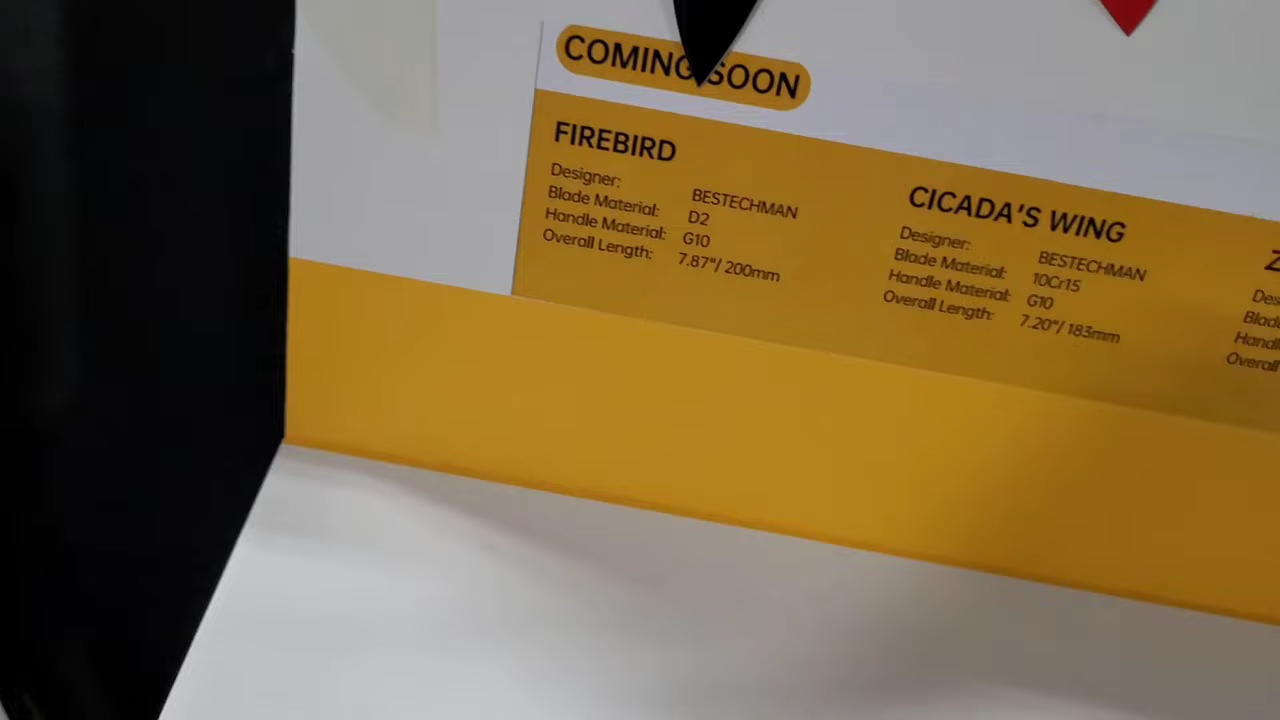 COMING SOON
FIREBIRD
Designer: BESTECHMAN
Blade Material: D2
Handle Material: G10
Overall Length: 7.87"/ 200mm
CICADA'S WING
Designer: BESTECHMAN
Blade Material: 10Cr15
Handle Material: G10
Overall Length: 7.20"/ 183mm
Overall